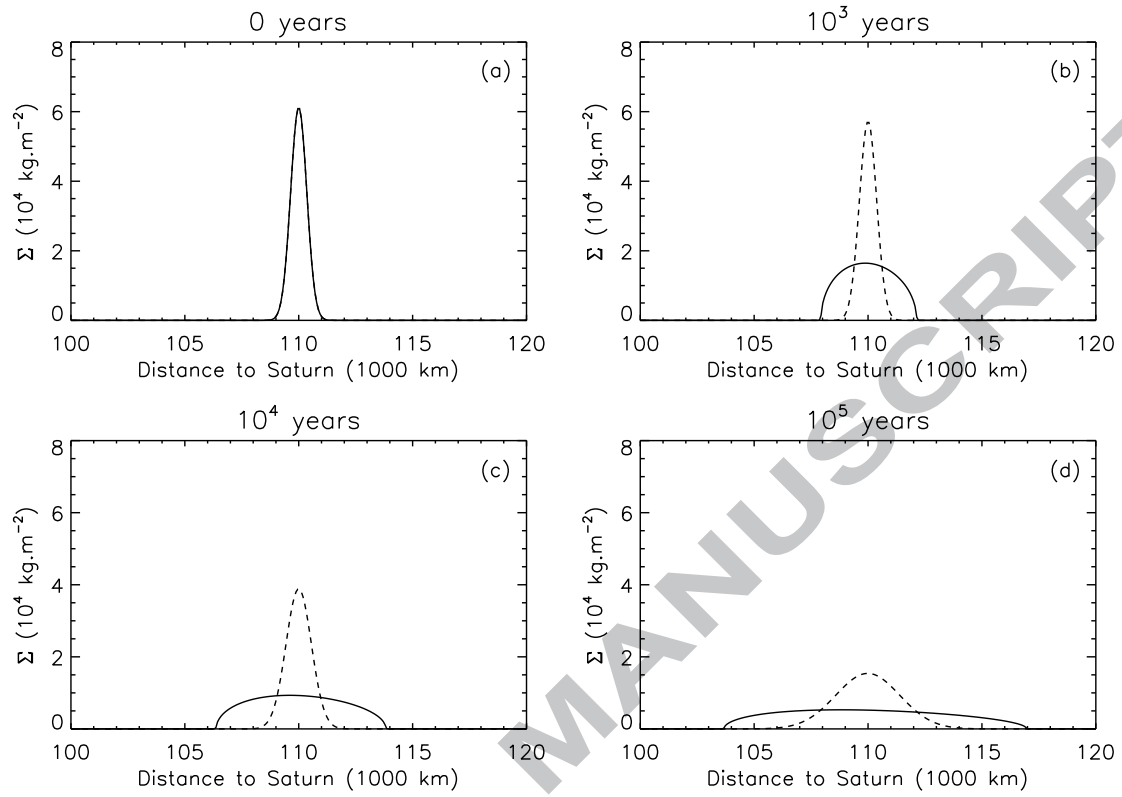 0 years
(a)
8
6
4
2
0
Σ (10⁴ kg.m⁻²)
100 105 110 115 120
Distance to Saturn (1000 km)
10³ years
(b)
8
6
4
2
0
Σ (10⁴ kg.m⁻²)
100 105 110 115 120
Distance to Saturn (1000 km)
10⁴ years
(c)
8
6
4
2
0
Σ (10⁴ kg.m⁻²)
100 105 110 115 120
Distance to Saturn (1000 km)
10⁵ years
(d)
8
6
4
2
0
Σ (10⁴ kg.m⁻²)
100 105 110 115 120
Distance to Saturn (1000 km)
MANUSCRIPT